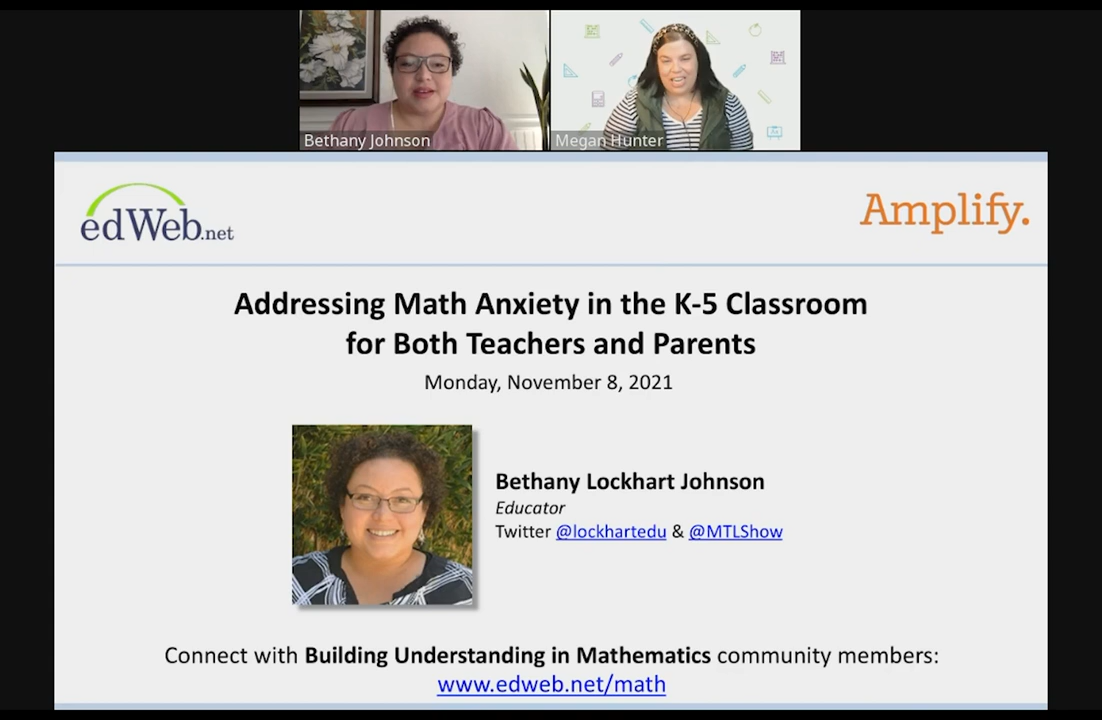 Bethany Johnson
Megan Hunter
edWeb.net
Amplify.
Addressing Math Anxiety in the K-5 Classroom
for Both Teachers and Parents
Monday, November 8, 2021
Bethany Lockhart Johnson
Educator
Twitter @lockhartedu & @MTLShow
Connect with Building Understanding in Mathematics community members:
www.edweb.net/math